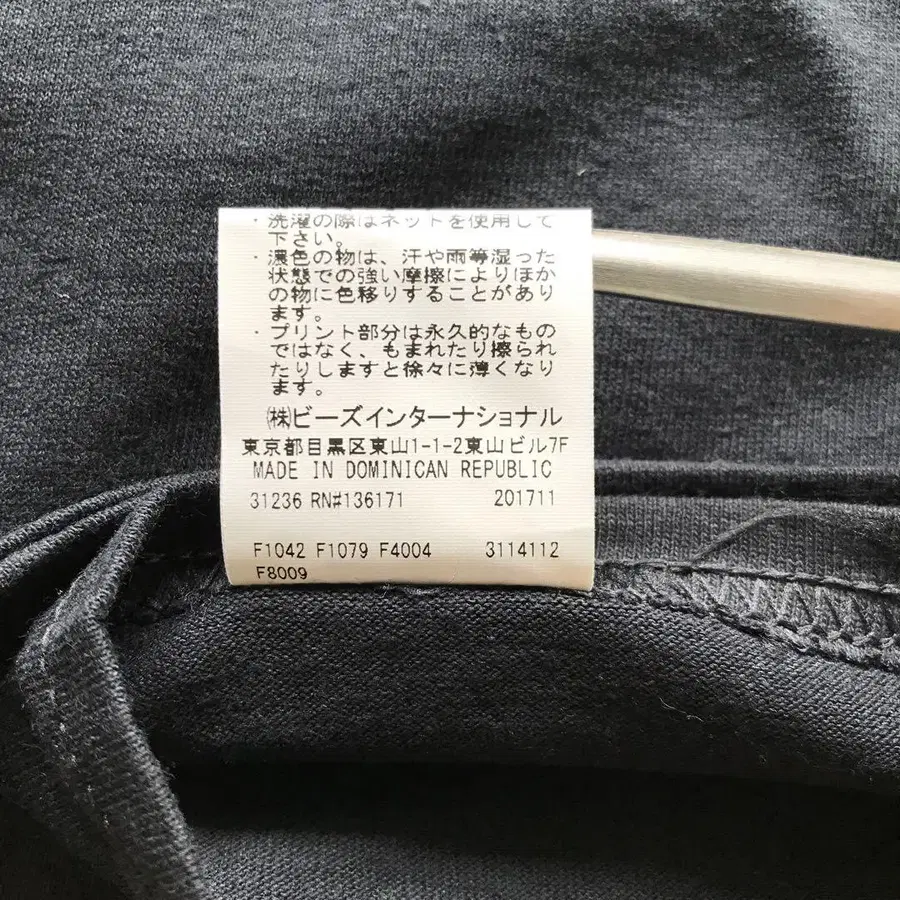 ・洗濯の際はネットを使用して
下さい。
・濃色の物は、汗や雨等湿った
状態での強い摩擦によりほか
の物に色移りすることがあり
ます。
・プリント部分は永久的なもの
ではなく、もまれたり擦られ
たりしますと徐々に薄くなり
ます。
㈱ビーズインターナショナル
東京都目黒区東山1-1-2東山ビル7F
MADE IN DOMINICAN REPUBLIC
31236 RN#136171 201711
F1042 F1079 F4004 3114112
F8009